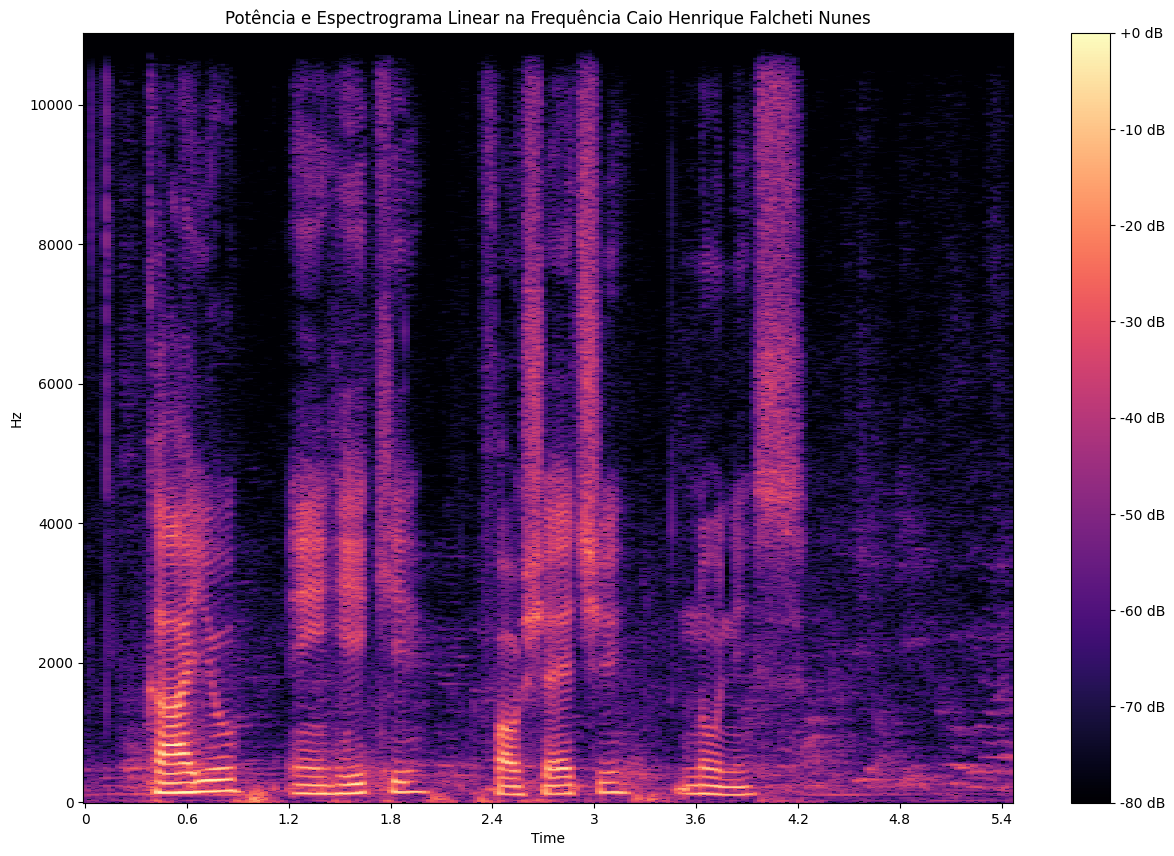 Potência e Espectrograma Linear na Frequência Caio Henrique Falcheti Nunes
+0 dB
-10 dB
-20 dB
-30 dB
-40 dB
-50 dB
-60 dB
-70 dB
-80 dB
Hz
10000
8000
6000
4000
2000
0
0 0.6 1.2 1.8 2.4 3 3.6 4.2 4.8 5.4
Time